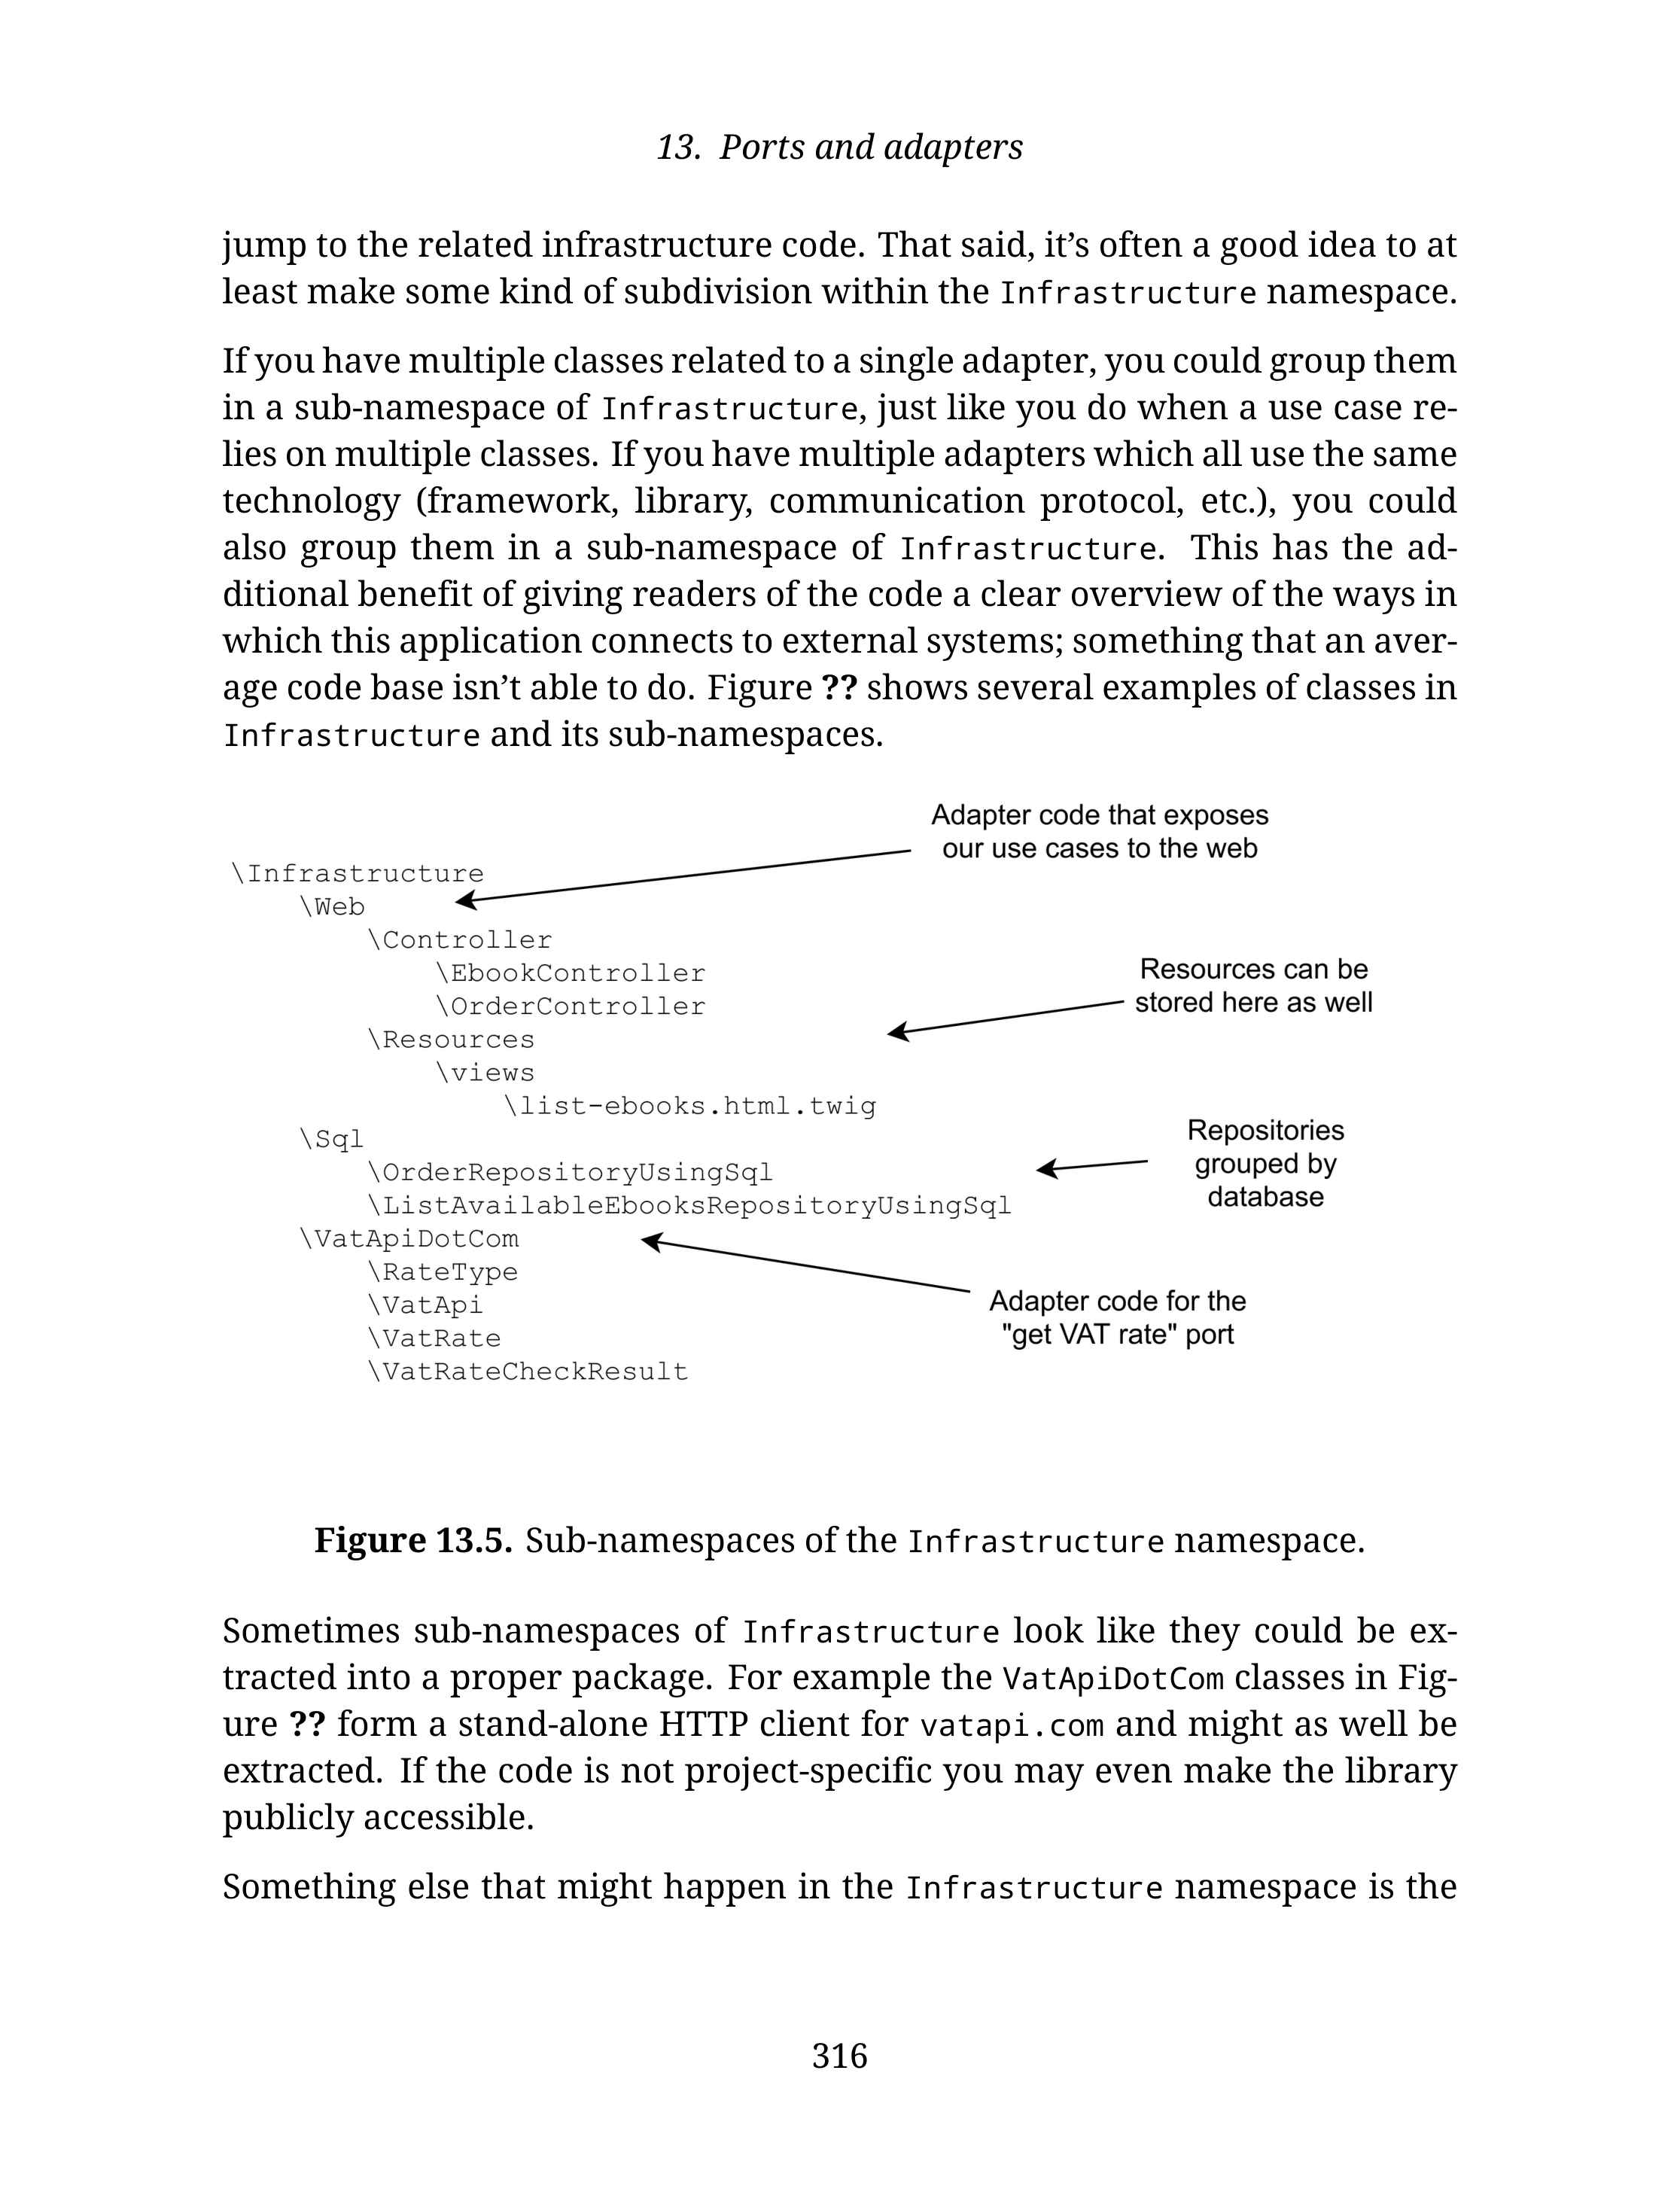 13. Ports and adapters
jump to the related infrastructure code. That said, it’s often a good idea to at
least make some kind of subdivision within the Infrastructure namespace.
If you have multiple classes related to a single adapter, you could group them
in a sub-namespace of Infrastructure, just like you do when a use case re-
lies on multiple classes. If you have multiple adapters which all use the same
technology (framework, library, communication protocol, etc.), you could
also group them in a sub-namespace of Infrastructure. This has the ad-
ditional benefit of giving readers of the code a clear overview of the ways in
which this application connects to external systems; something that an aver-
age code base isn’t able to do. Figure ?? shows several examples of classes in
Infrastructure and its sub-namespaces.
Adapter code that exposes
our use cases to the web
\Infrastructure
\Web
\Controller
\EbookController
\OrderController
\Resources
\views
\list-ebooks.html.twig
\Sql
\OrderRepositoryUsingSql
\ListAvailableEbooksRepositoryUsingSql
\VatApiDotCom
\RateType
\VatApi
\VatRate
\VatRateCheckResult
Resources can be
stored here as well
Repositories
grouped by
database
Adapter code for the
"get VAT rate" port
Figure 13.5. Sub-namespaces of the Infrastructure namespace.
Sometimes sub-namespaces of Infrastructure look like they could be ex-
tracted into a proper package. For example the VatApiDotCom classes in Fig-
ure ?? form a stand-alone HTTP client for vatapi.com and might as well be
extracted. If the code is not project-specific you may even make the library
publicly accessible.
Something else that might happen in the Infrastructure namespace is the
316